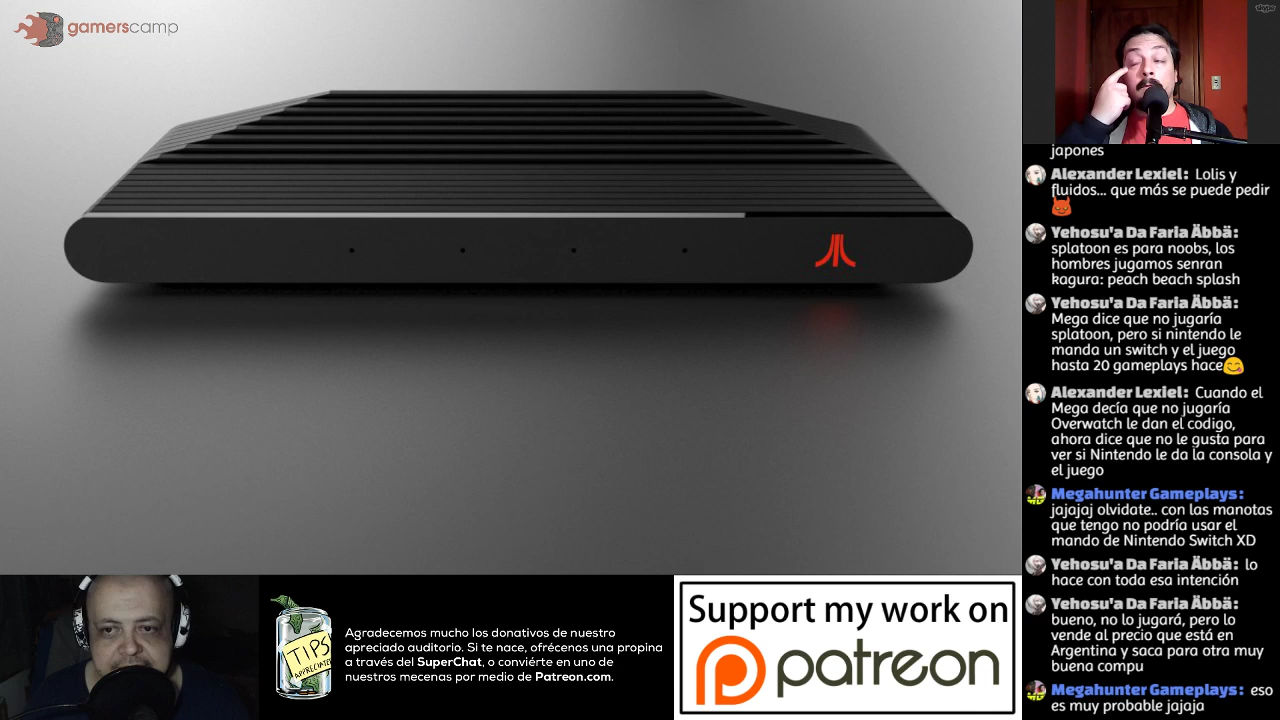 gamerscamp
skype
japones
Alexander Lexiel: Lolis y
fluidos... que más se puede pedir
Yehosu'a Da Faria Äbbä:
splatoon es para noobs, los
hombres jugamos senran
kagura: peach beach splash
Yehosu'a Da Faria Äbbä:
Mega dice que no jugaría
splatoon, pero si nintendo le
manda un switch y el juego
hasta 20 gameplays hace
Alexander Lexiel: Cuando el
Mega decía que no jugaría
Overwatch le dan el codigo,
ahora dice que no le gusta para
ver si Nintendo le da la consola y
el juego
Megahunter Gameplays:
jajajaj olvidate.. con las manotas
que tengo no podría usar el
mando de Nintendo Switch XD
Yehosu'a Da Faria Äbbä: lo
hace con toda esa intención
Yehosu'a Da Faria Äbbä:
bueno, no lo jugará, pero lo
vende al precio que está en
Argentina y saca para otra muy
buena compu
Megahunter Gameplays: eso
es muy probable jajaja
TIPS
APPRECIATED
Agradecemos mucho los donativos de nuestro
apreciado auditorio. Si te nace, ofrécenos una propina
a través del SuperChat, o conviérte en uno de
nuestros mecenas por medio de Patreon.com.
Support my work on
patreon